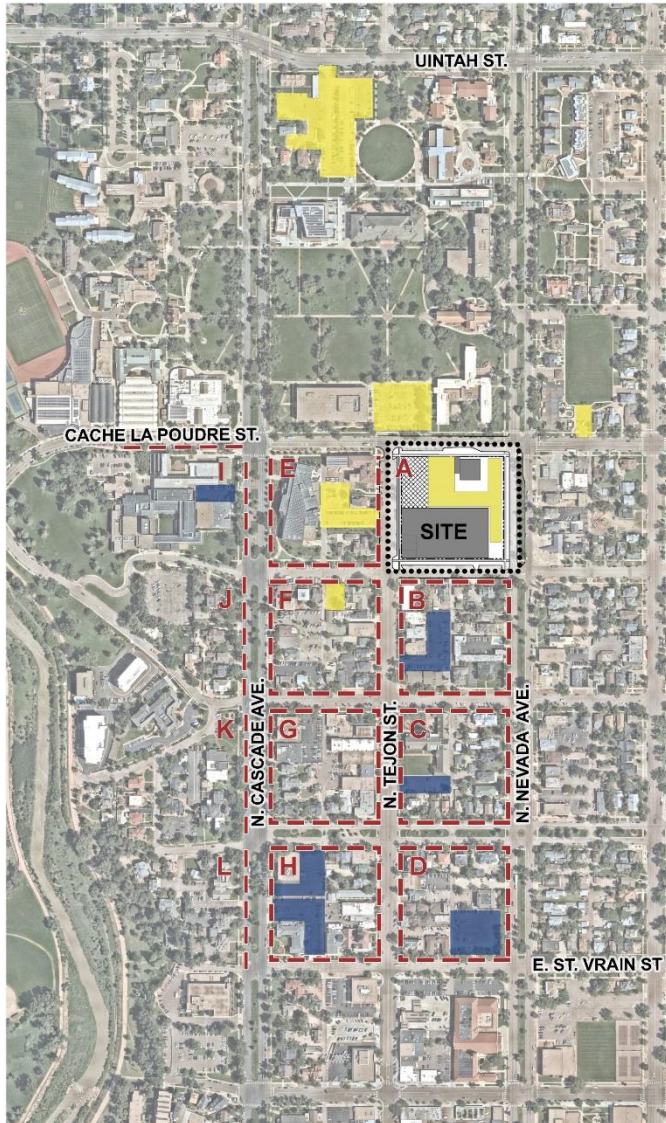 UINTAH ST.
CACHE LA POUDRE ST.
I
E
A
SITE
J
F
B
N. CASCADE AVE.
N. TEJON ST.
N. NEVADA AVE.
K
G
C
L
H
D
E. ST. VRAIN ST